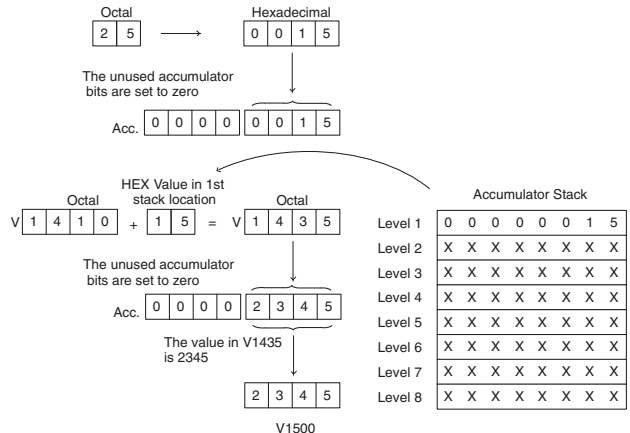 Octal
Hexadecimal
2 5
0 0 1 5
The unused accumulator
bits are set to zero
Acc. 0 0 0 0 0 0 1 5
HEX Value in 1st
stack location
Octal
Octal
V 1 4 1 0 + 1 5 = V 1 4 3 5
The unused accumulator
bits are set to zero
Acc. 0 0 0 0 2 3 4 5
The value in V1435
is 2345
2 3 4 5
V1500
Accumulator Stack
Level 1 0 0 0 0 0 0 1 5
Level 2 X X X X X X X X
Level 3 X X X X X X X X
Level 4 X X X X X X X X
Level 5 X X X X X X X X
Level 6 X X X X X X X X
Level 7 X X X X X X X X
Level 8 X X X X X X X X